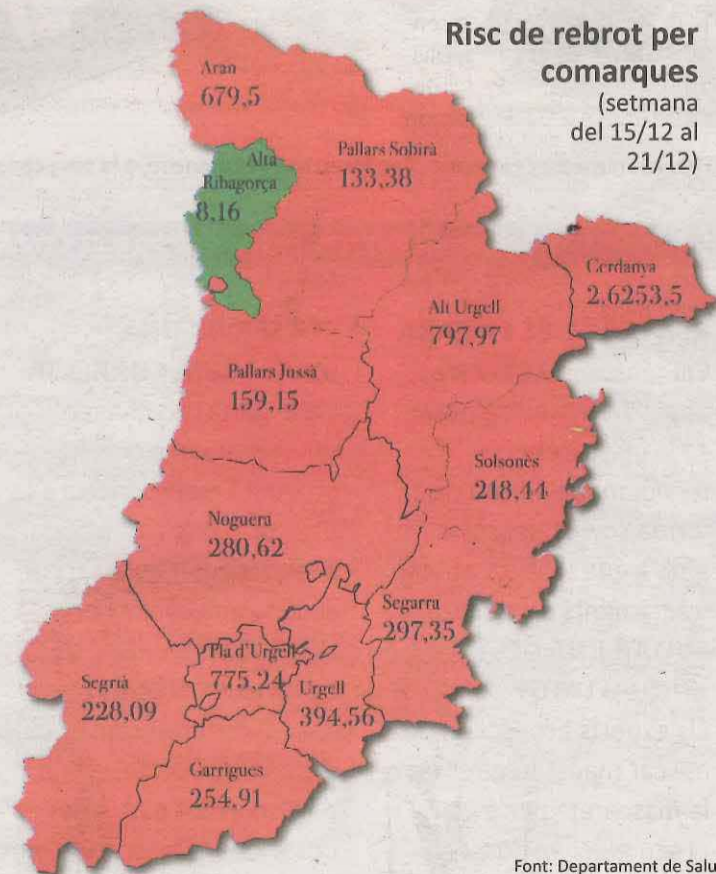 Risc de rebrot per
comarques
(setmana
del 15/12 al
21/12)
Aran
679,5
Alta
Ribagorça
8,16
Pallars Sobirà
133,38
Cerdanya
2.6253,5
Alt Urgell
797,97
Pallars Jussà
159,15
Solsonès
218,44
Noguera
280,62
Segarra
297,35
Pla d'Urgell
775,24
Urgell
394,56
Segrià
228,09
Garrigues
254,91
Font: Departament de Salu